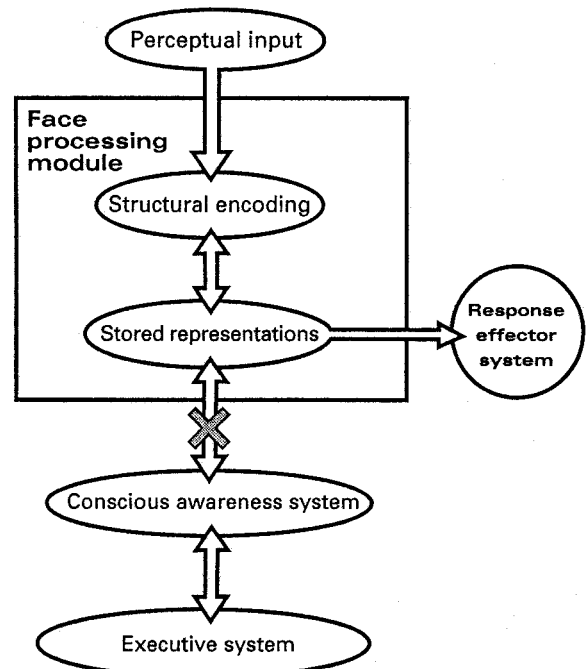 Perceptual input
Face
processing
module
Structural encoding
Stored representations
Response
effector
system
Conscious awareness system
Executive system